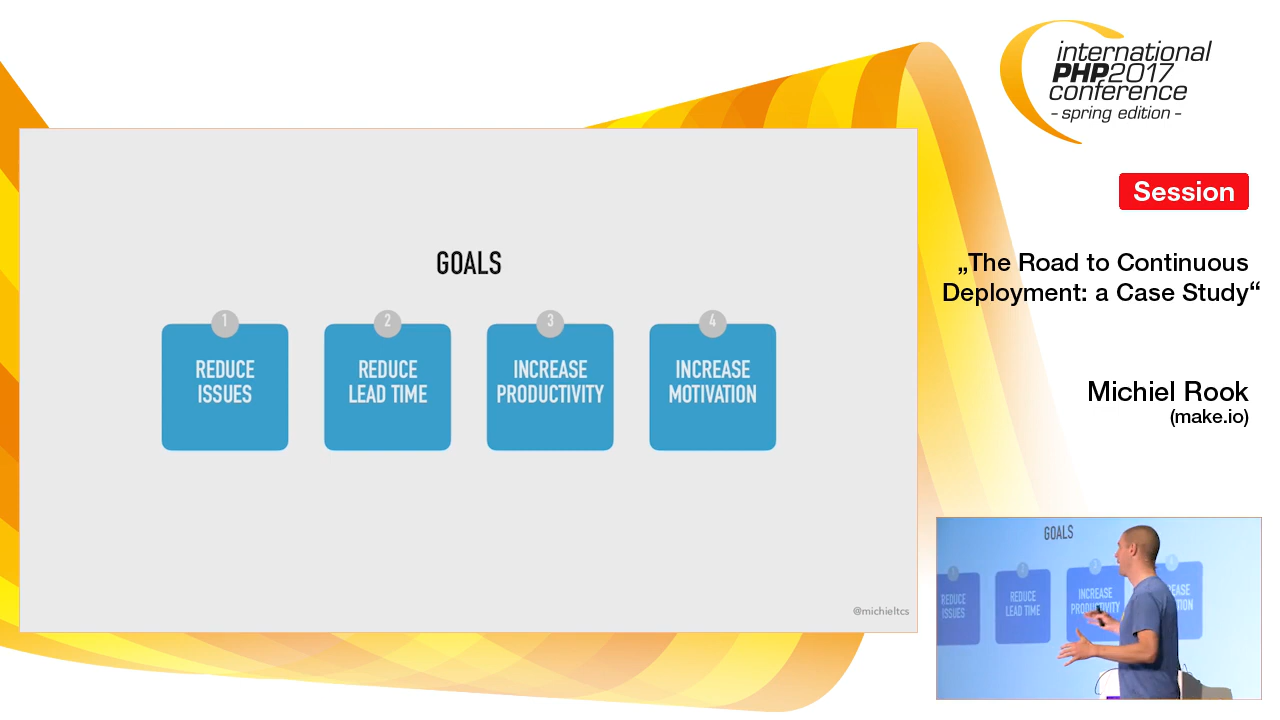 international
PHP2017
conference
- spring edition -
Session
„The Road to Continuous
Deployment: a Case Study“
Michiel Rook
(make.io)
GOALS
1
REDUCE
ISSUES
2
REDUCE
LEAD TIME
3
INCREASE
PRODUCTIVITY
4
INCREASE
MOTIVATION
@michieltcs
GOALS
REDUCE
ISSUES
REDUCE
LEAD TIME
INCREASE
PRODUCTIVITY